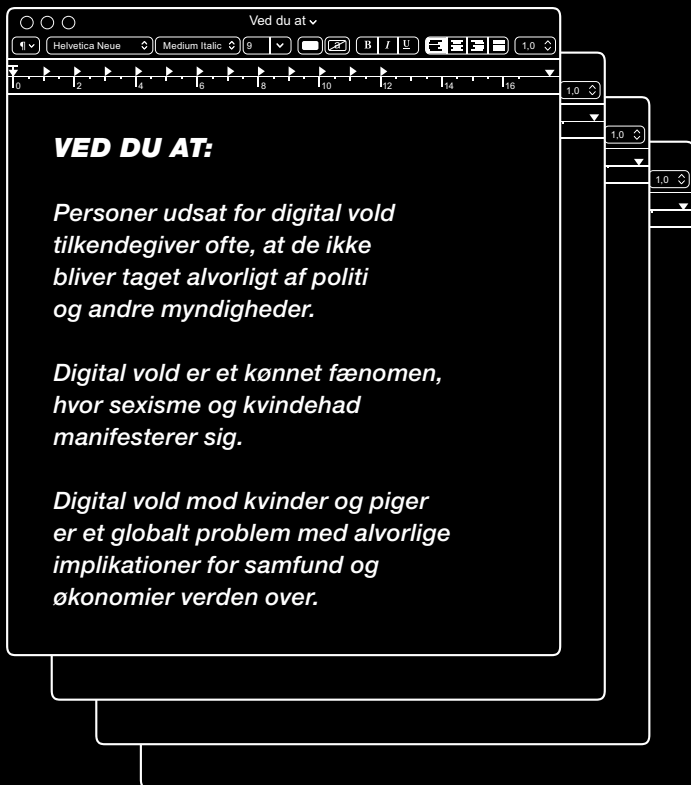 Ved du at
¶ Helvetica Neue Medium Italic 9 a B I U 1,0
0 2 4 6 8 10 12 14 16
1,0
1,0
1,0
VED DU AT:
Personer udsat for digital vold
tilkendegiver ofte, at de ikke
bliver taget alvorligt af politi
og andre myndigheder.
Digital vold er et kønnet fænomen,
hvor sexisme og kvindehad
manifesterer sig.
Digital vold mod kvinder og piger
er et globalt problem med alvorlige
implikationer for samfund og
økonomier verden over.